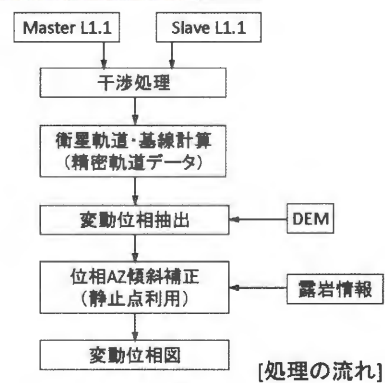 Master L1.1
Slave L1.1
干渉処理
衛星軌道・基線計算
(精密軌道データ)
変動位相抽出
DEM
位相AZ傾斜補正
(静止点利用)
露岩情報
変動位相図
[処理の流れ]